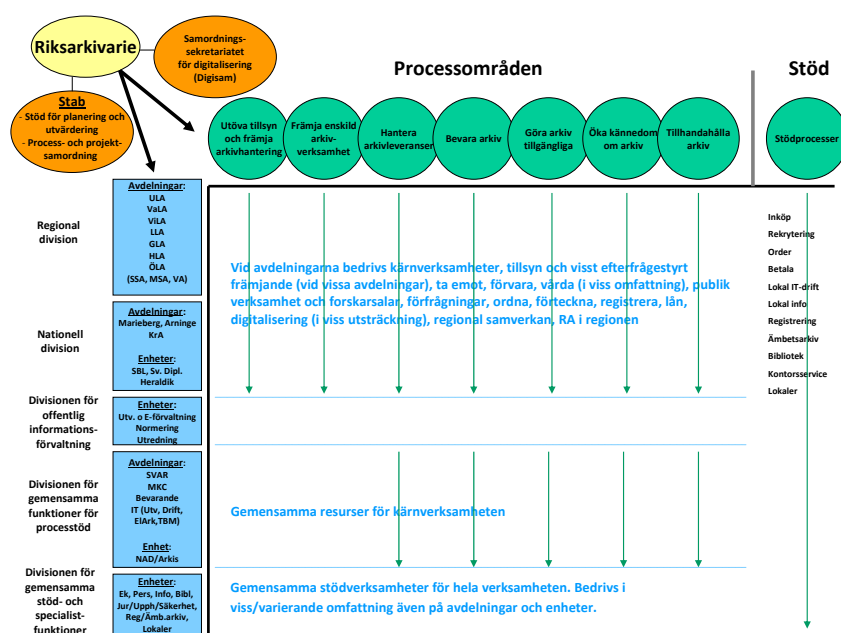 Riksarkivarie
Samordnings-
sekretariatet
för digitalisering
(Digisam)
Processområden
Stöd
Stab
- Stöd för planering och
utvärdering
- Process- och projekt-
samordning
Utöva tillsyn
och främja
arkivhantering
Främja enskild
arkiv-
verksamhet
Hantera
arkivleveranser
Bevara arkiv
Göra arkiv
tillgängliga
Öka kännedom
om arkiv
Tillhandahålla
arkiv
Stödprocesser
Regional
division
Avdelningar:
ULA
VaLA
ViLA
LLA
GLA
HLA
ÖLA
(SSA, MSA, VA)
Vid avdelningarna bedrivs kärnverksamheter, tillsyn och visst efterfrågestyrt
främjande (vid vissa avdelningar), ta emot, förvara, vårda (i viss omfattning), publik
verksamhet och forskarsalar, förfrågningar, ordna, förteckna, registrera, lån,
digitalisering (i viss utsträckning), regional samverkan, RA i regionen
Inköp
Rekrytering
Order
Betala
Lokal IT-drift
Lokal info
Registrering
Ämbetsarkiv
Bibliotek
Kontorsservice
Lokaler
Nationell
division
Avdelningar:
Marieberg, Arninge
KrA
Enheter:
SBL, Sv. Dipl.
Heraldik
Divisionen för
offentlig
informations-
förvaltning
Enheter:
Utv. o E-förvaltning
Normering
Utredning
Divisionen för
gemensamma
funktioner för
processtöd
Avdelningar:
SVAR
MKC
Bevarande
IT (Utv, Drift,
ElArk,TBM)
Enhet:
NAD/Arkis
Gemensamma resurser för kärnverksamheten
Divisionen för
gemensamma
stöd- och
specialist-
funktioner
Enheter:
Ek, Pers, Info, Bibl,
Jur/Upph/Säkerhet,
Reg/Ämb.arkiv,
Lokaler
Gemensamma stödverksamheter för hela verksamheten. Bedrivs i
viss/varierande omfattning även på avdelningar och enheter.